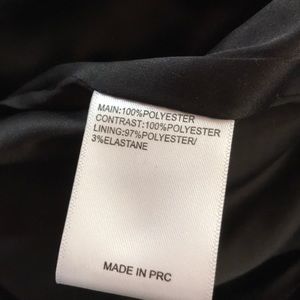 MAIN:100%POLYESTER
CONTRAST:100%POLYESTER
LINING:97%POLYESTER/
3%ELASTANE
MADE IN PRC